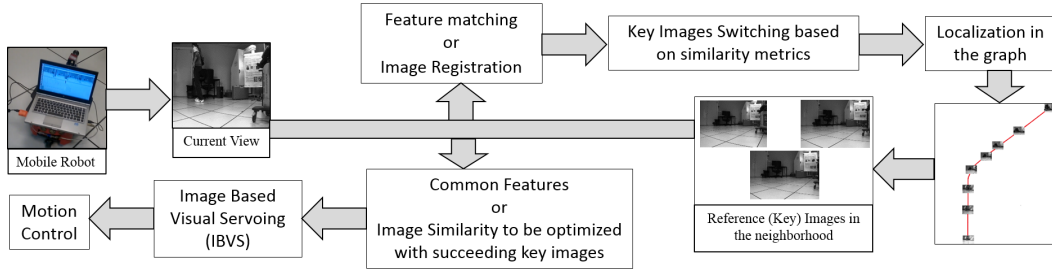 Mobile Robot
Current View
Feature matching
or
Image Registration
Key Images Switching based
on similarity metrics
Localization in
the graph
Reference (Key) Images in
the neighborhood
Common Features
or
Image Similarity to be optimized
with succeeding key images
Image Based
Visual Servoing
(IBVS)
Motion
Control